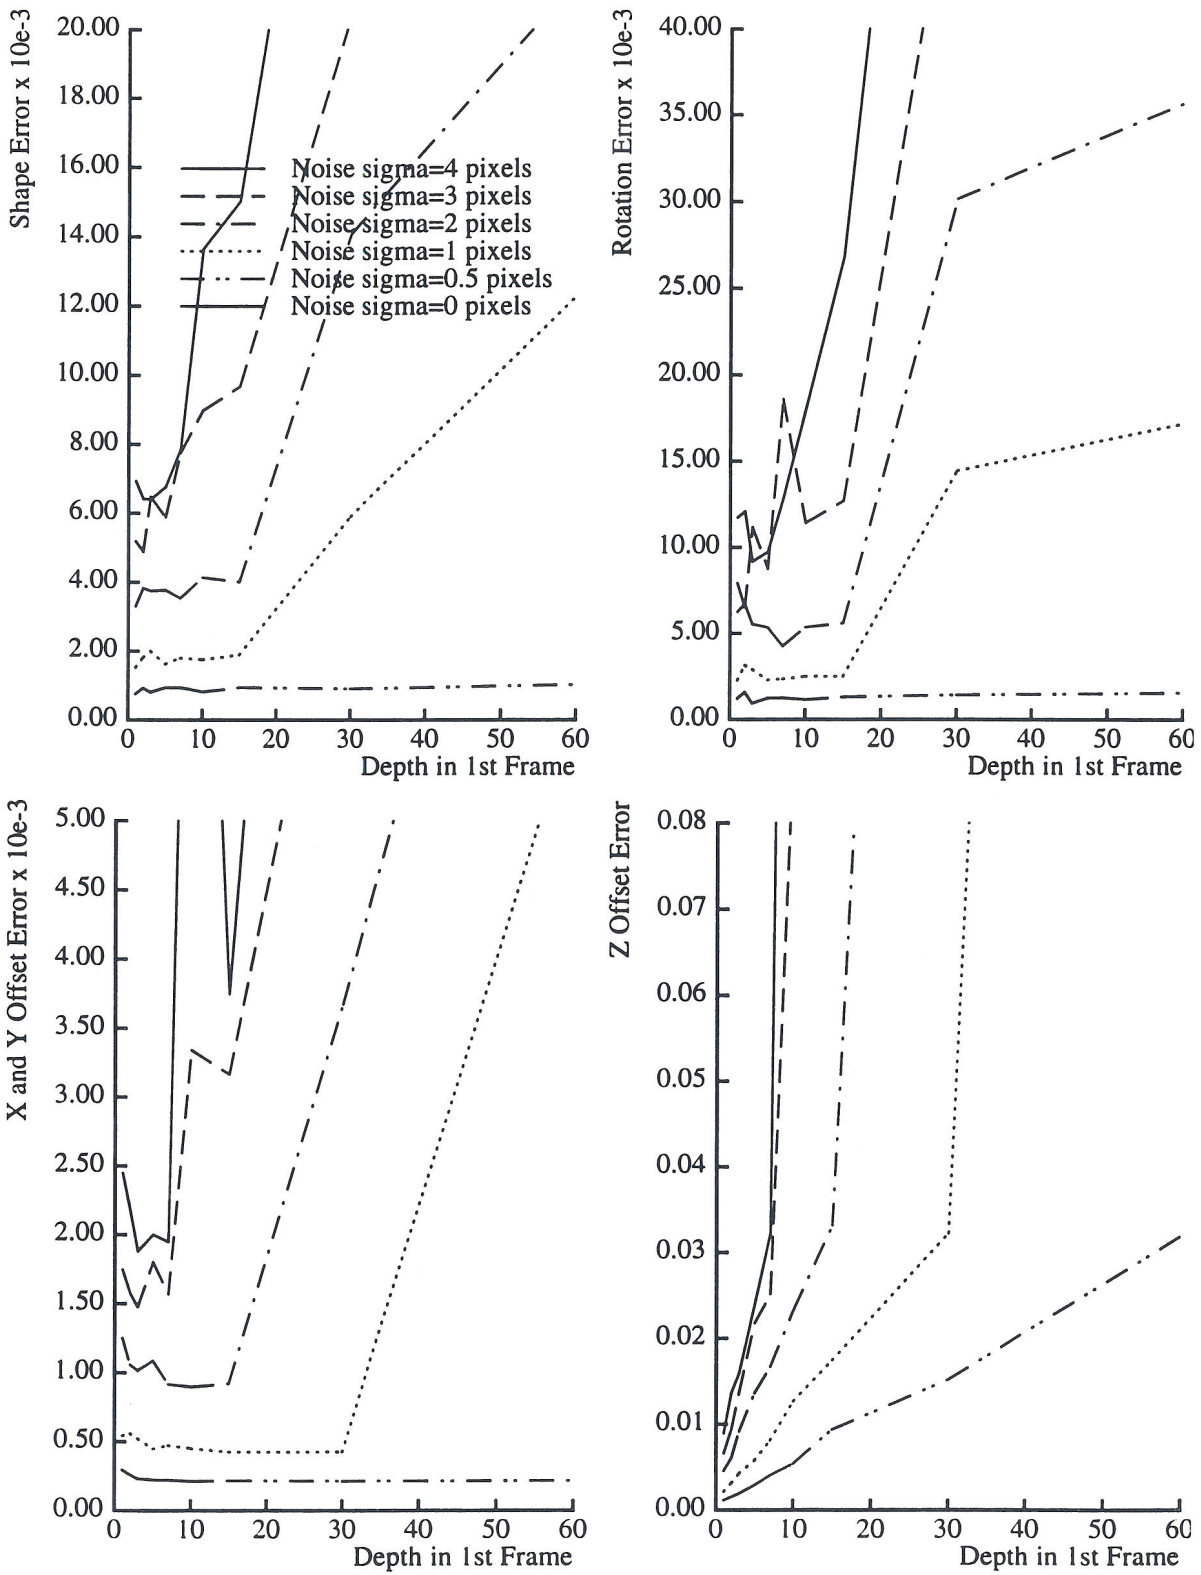 Shape Error x 10e-3
20.00
18.00
16.00
14.00
12.00
10.00
8.00
6.00
4.00
2.00
0.00
Noise sigma=4 pixels
Noise sigma=3 pixels
Noise sigma=2 pixels
Noise sigma=1 pixels
Noise sigma=0.5 pixels
Noise sigma=0 pixels
0 10 20 30 40 50 60
Depth in 1st Frame
Rotation Error x 10e-3
40.00
35.00
30.00
25.00
20.00
15.00
10.00
5.00
0.00
0 10 20 30 40 50 60
Depth in 1st Frame
X and Y Offset Error x 10e-3
5.00
4.50
4.00
3.50
3.00
2.50
2.00
1.50
1.00
0.50
0.00
0 10 20 30 40 50 60
Depth in 1st Frame
Z Offset Error
0.08
0.07
0.06
0.05
0.04
0.03
0.02
0.01
0.00
0 10 20 30 40 50 60
Depth in 1st Frame